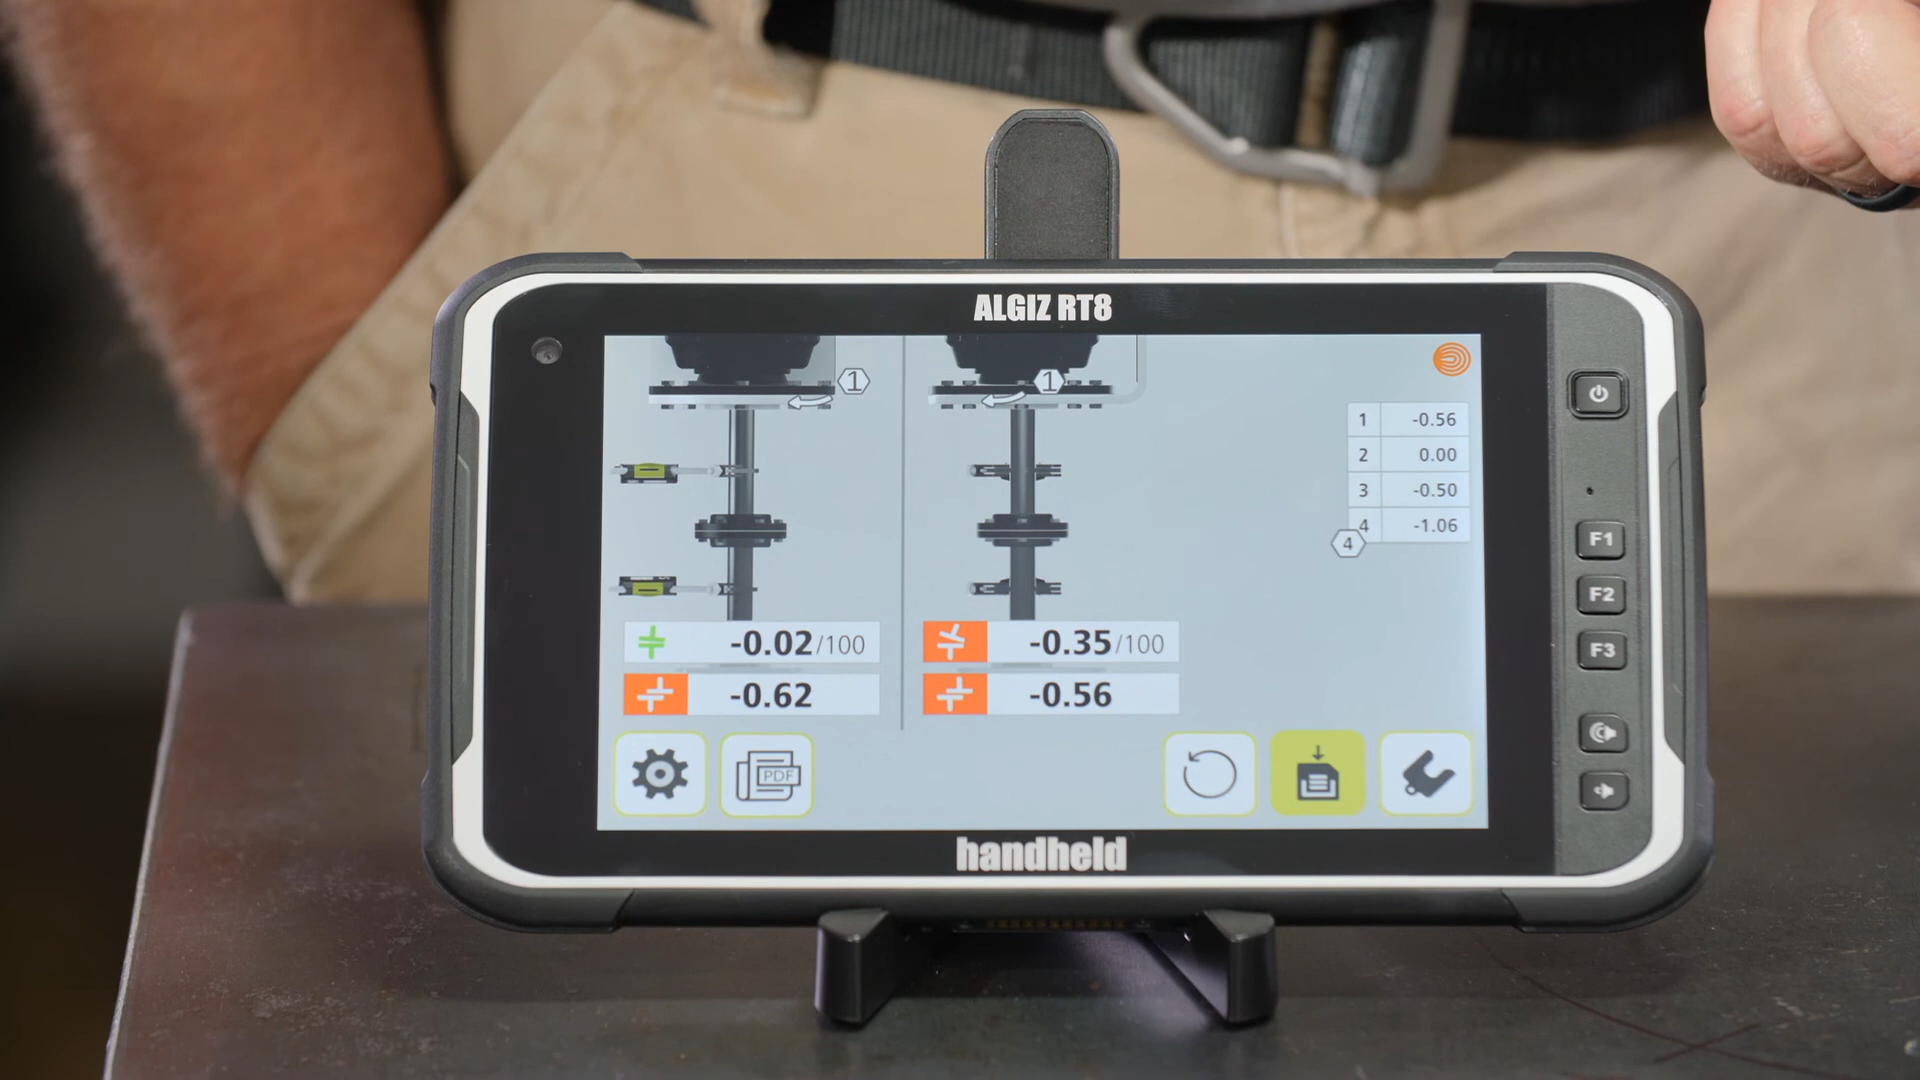 ALGIZ RT8
1
1
1 -0.56
2 0.00
3 -0.50
4 -1.06
4
-0.02/100
-0.35/100
-0.62
-0.56
PDF
F1
F2
F3
handheld